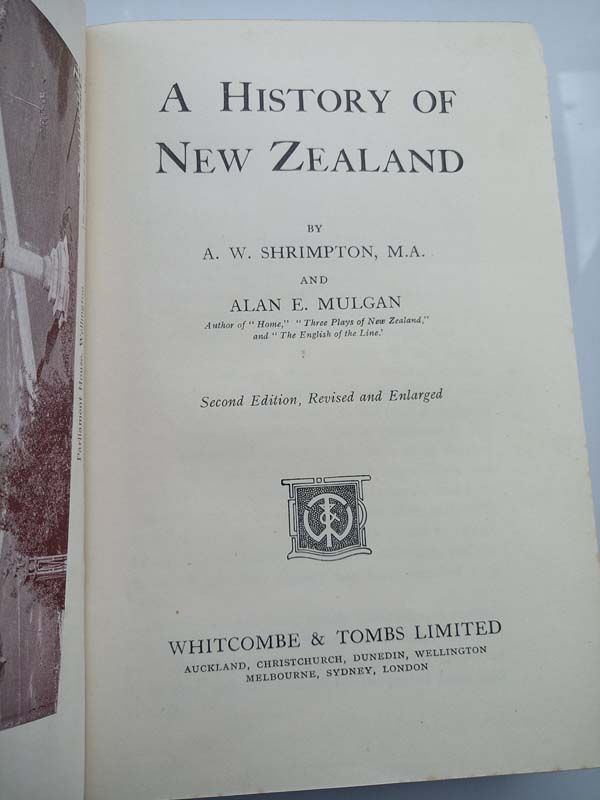 A HISTORY OF
NEW ZEALAND
BY
A. W. SHRIMPTON, M.A.
AND
ALAN E. MULGAN
Author of "Home," "Three Plays of New Zealand,"
and "The English of the Line.'
Second Edition, Revised and Enlarged
WHITCOMBE & TOMBS LIMITED
AUCKLAND, CHRISTCHURCH, DUNEDIN, WELLINGTON
MELBOURNE, SYDNEY, LONDON
Parliament House, Wellington